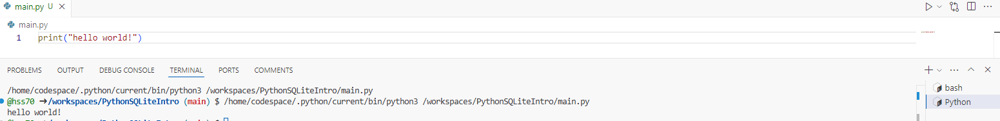 main.py U
main.py
1 print("hello world!")
PROBLEMS OUTPUT DEBUG CONSOLE TERMINAL PORTS COMMENTS
/home/codespace/.python/current/bin/python3 /workspaces/PythonSQLiteIntro/main.py
@hss70 ➜/workspaces/PythonSQLiteIntro (main) $ /home/codespace/.python/current/bin/python3 /workspaces/PythonSQLiteIntro/main.py
hello world!
bash
Python